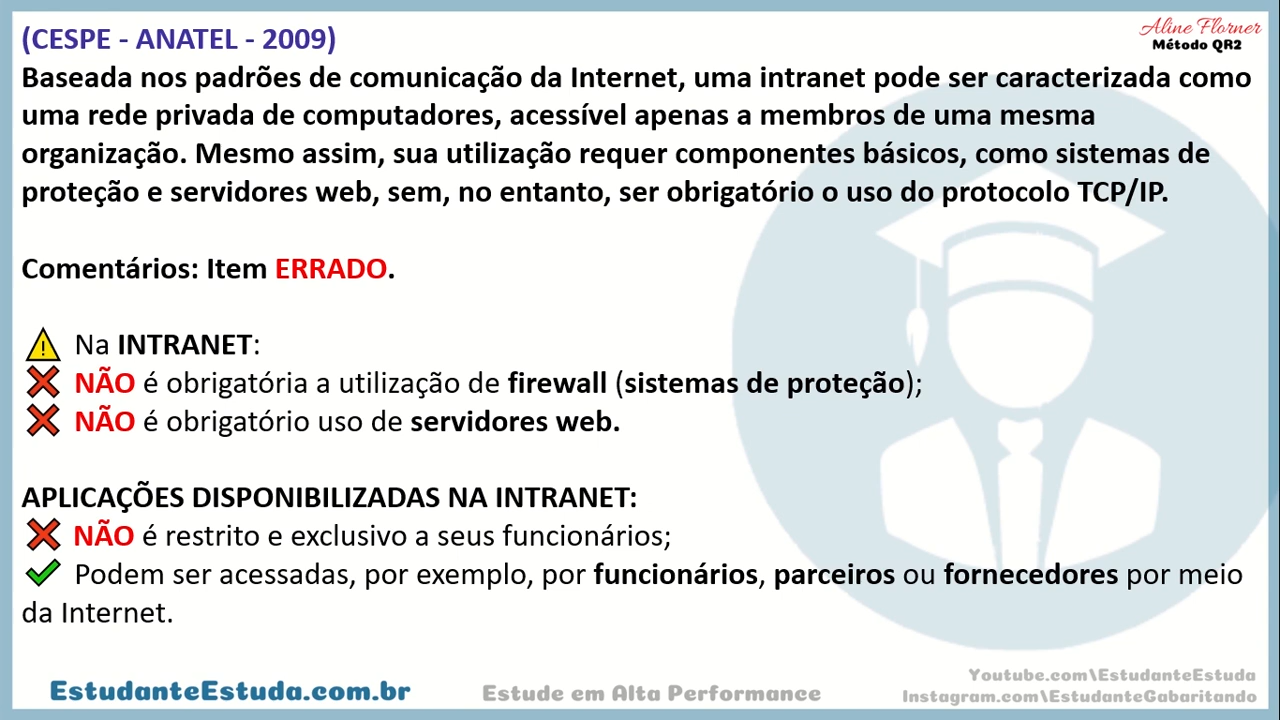 (CESPE - ANATEL - 2009)
Aline Florner
Método QR2
Baseada nos padrões de comunicação da Internet, uma intranet pode ser caracterizada como
uma rede privada de computadores, acessível apenas a membros de uma mesma
organização. Mesmo assim, sua utilização requer componentes básicos, como sistemas de
proteção e servidores web, sem, no entanto, ser obrigatório o uso do protocolo TCP/IP.
Comentários: Item ERRADO.
Na INTRANET:
NÃO é obrigatória a utilização de firewall (sistemas de proteção);
NÃO é obrigatório uso de servidores web.
APLICAÇÕES DISPONIBILIZADAS NA INTRANET:
NÃO é restrito e exclusivo a seus funcionários;
Podem ser acessadas, por exemplo, por funcionários, parceiros ou fornecedores por meio
da Internet.
EstudanteEstuda.com.br
Estude em Alta Performance
Youtube.com\EstudanteEstuda
Instagram.com\EstudanteGabaritando